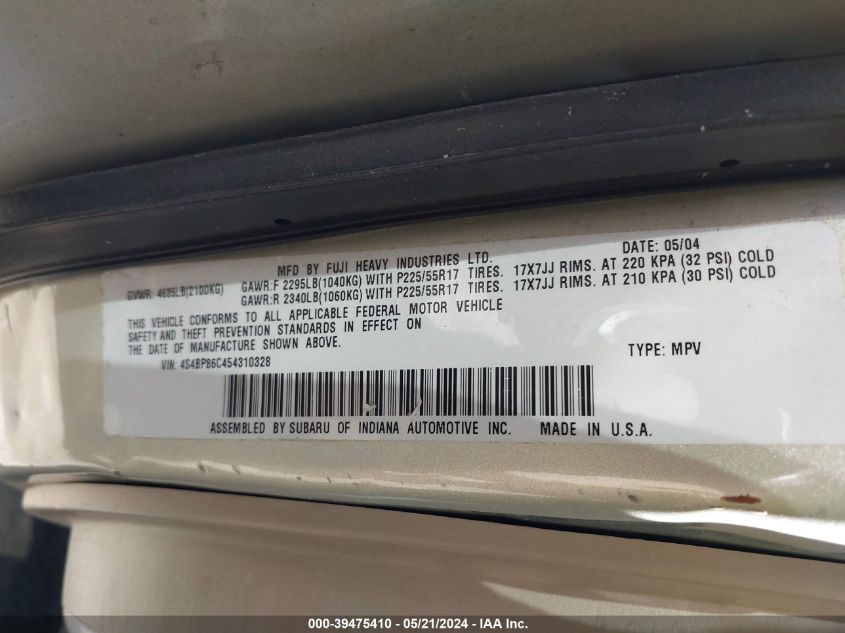 MFD BY FUJI HEAVY INDUSTRIES LTD. DATE: 05/04
GVWR: 4635LB(2100KG) GAWR:F 2295LB(1040KG) WITH P225/55R17 TIRES. 17X7JJ RIMS. AT 220 KPA (32 PSI) COLD
GAWR:R 2340LB(1060KG) WITH P225/55R17 TIRES. 17X7JJ RIMS. AT 210 KPA (30 PSI) COLD
THIS VEHICLE CONFORMS TO ALL APPLICABLE FEDERAL MOTOR VEHICLE
SAFETY AND THEFT PREVENTION STANDARDS IN EFFECT ON
THE DATE OF MANUFACTURE SHOWN ABOVE.
VIN: 4S4BP86C454310328 TYPE: MPV
ASSEMBLED BY SUBARU OF INDIANA AUTOMOTIVE INC. MADE IN U.S.A.
000-39475410 - 05/21/2024 - IAA Inc.